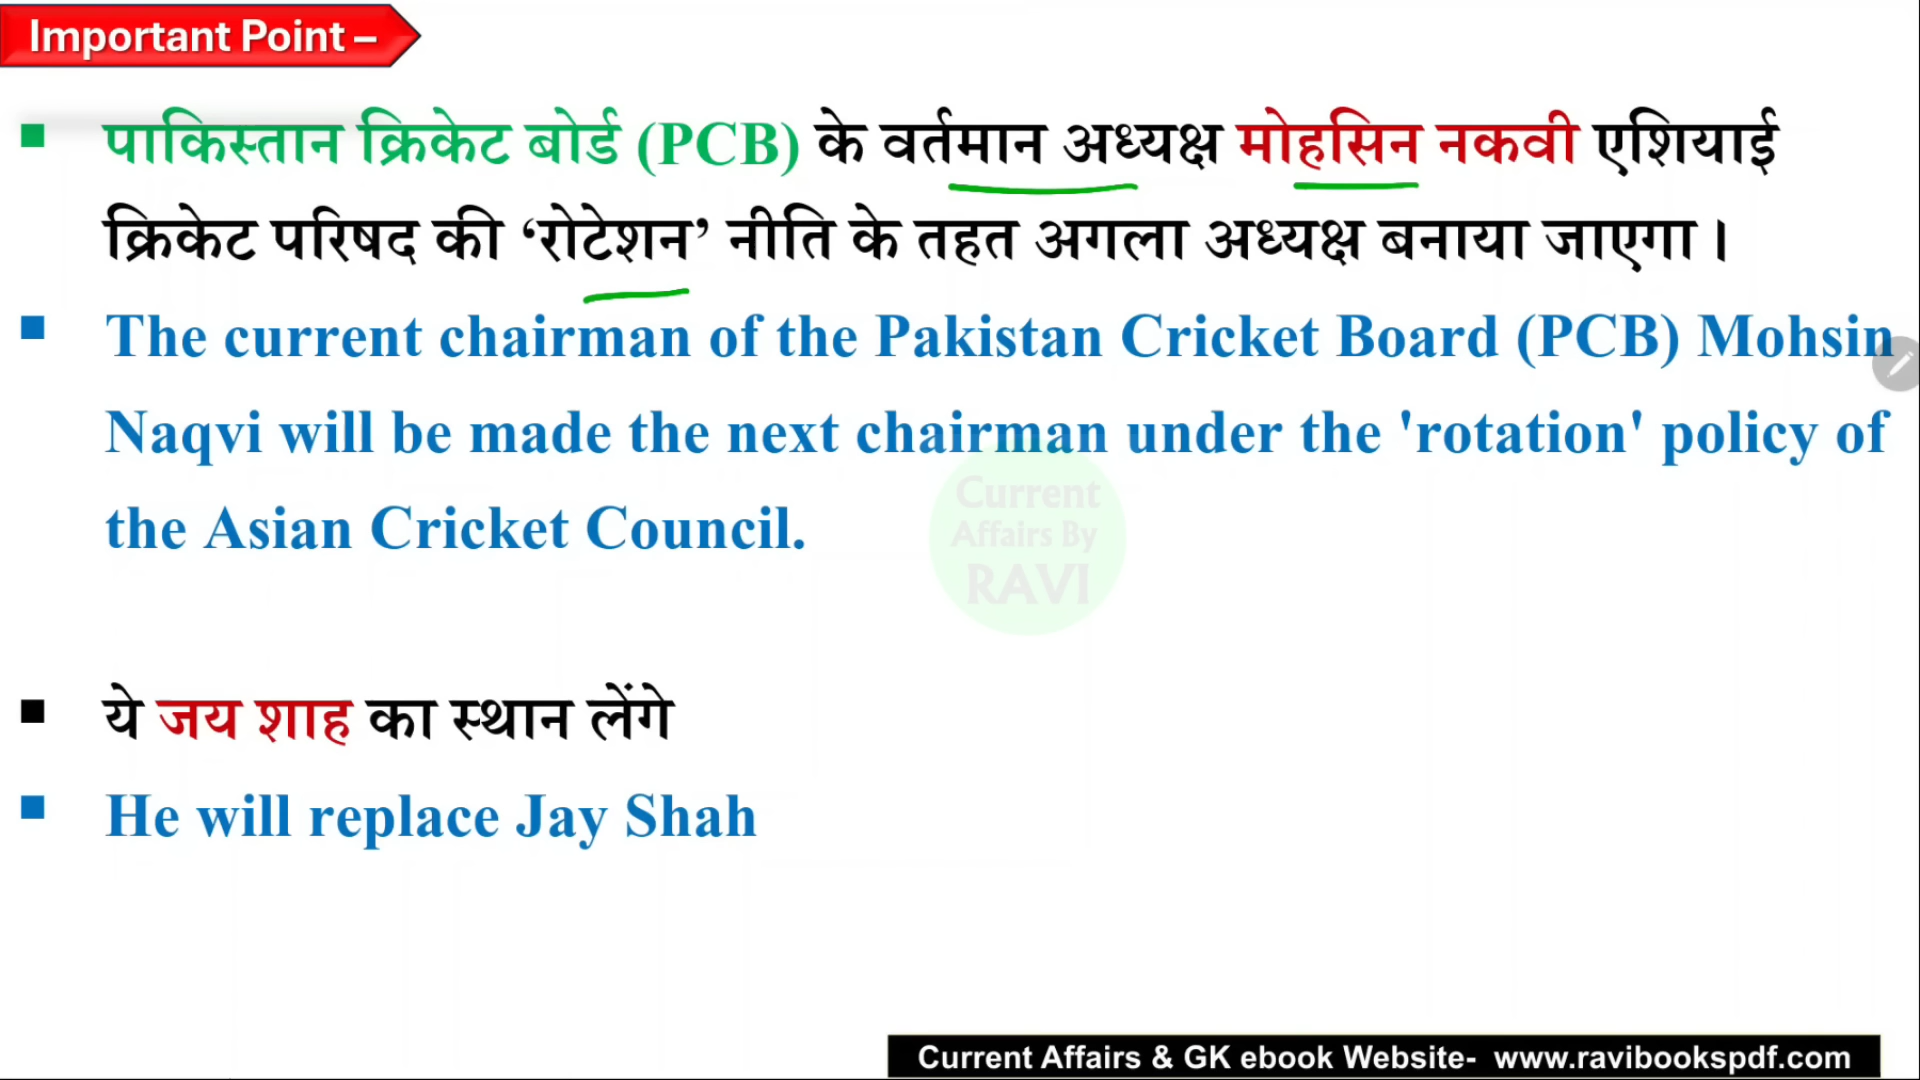 Important Point –
पाकिस्तान क्रिकेट बोर्ड (PCB) के वर्तमान अध्यक्ष मोहसिन नकवी एशियाई
क्रिकेट परिषद की ‘रोटेशन’ नीति के तहत अगला अध्यक्ष बनाया जाएगा।
The current chairman of the Pakistan Cricket Board (PCB) Mohsin
Naqvi will be made the next chairman under the 'rotation' policy of
the Asian Cricket Council.
Current
Affairs By
RAVI
ये जय शाह का स्थान लेंगे
He will replace Jay Shah
Current Affairs & GK ebook Website- www.ravibookspdf.com